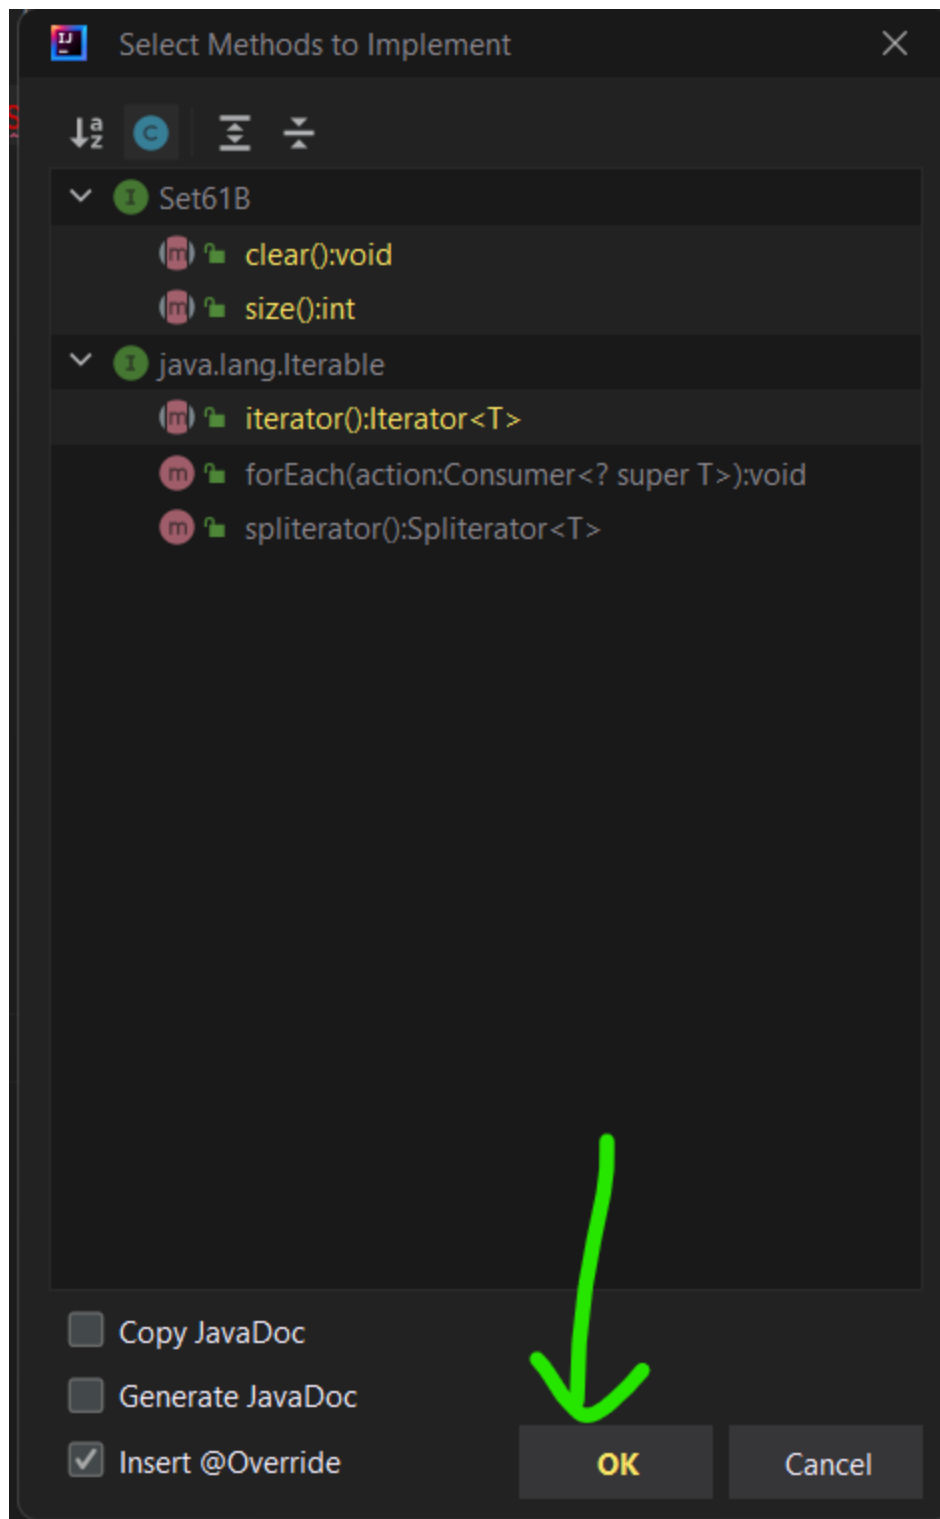 Select Methods to Implement
Set61B
clear():void
size():int
java.lang.Iterable
iterator():Iterator<T>
forEach(action:Consumer<? super T>):void
spliterator():Spliterator<T>
Copy JavaDoc
Generate JavaDoc
Insert @Override
OK Cancel